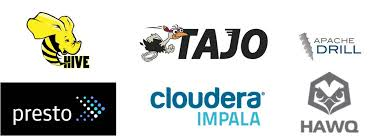 HIVE
TAJO
APACHE
DRILL
presto
cloudera
IMPALA
HAWQ